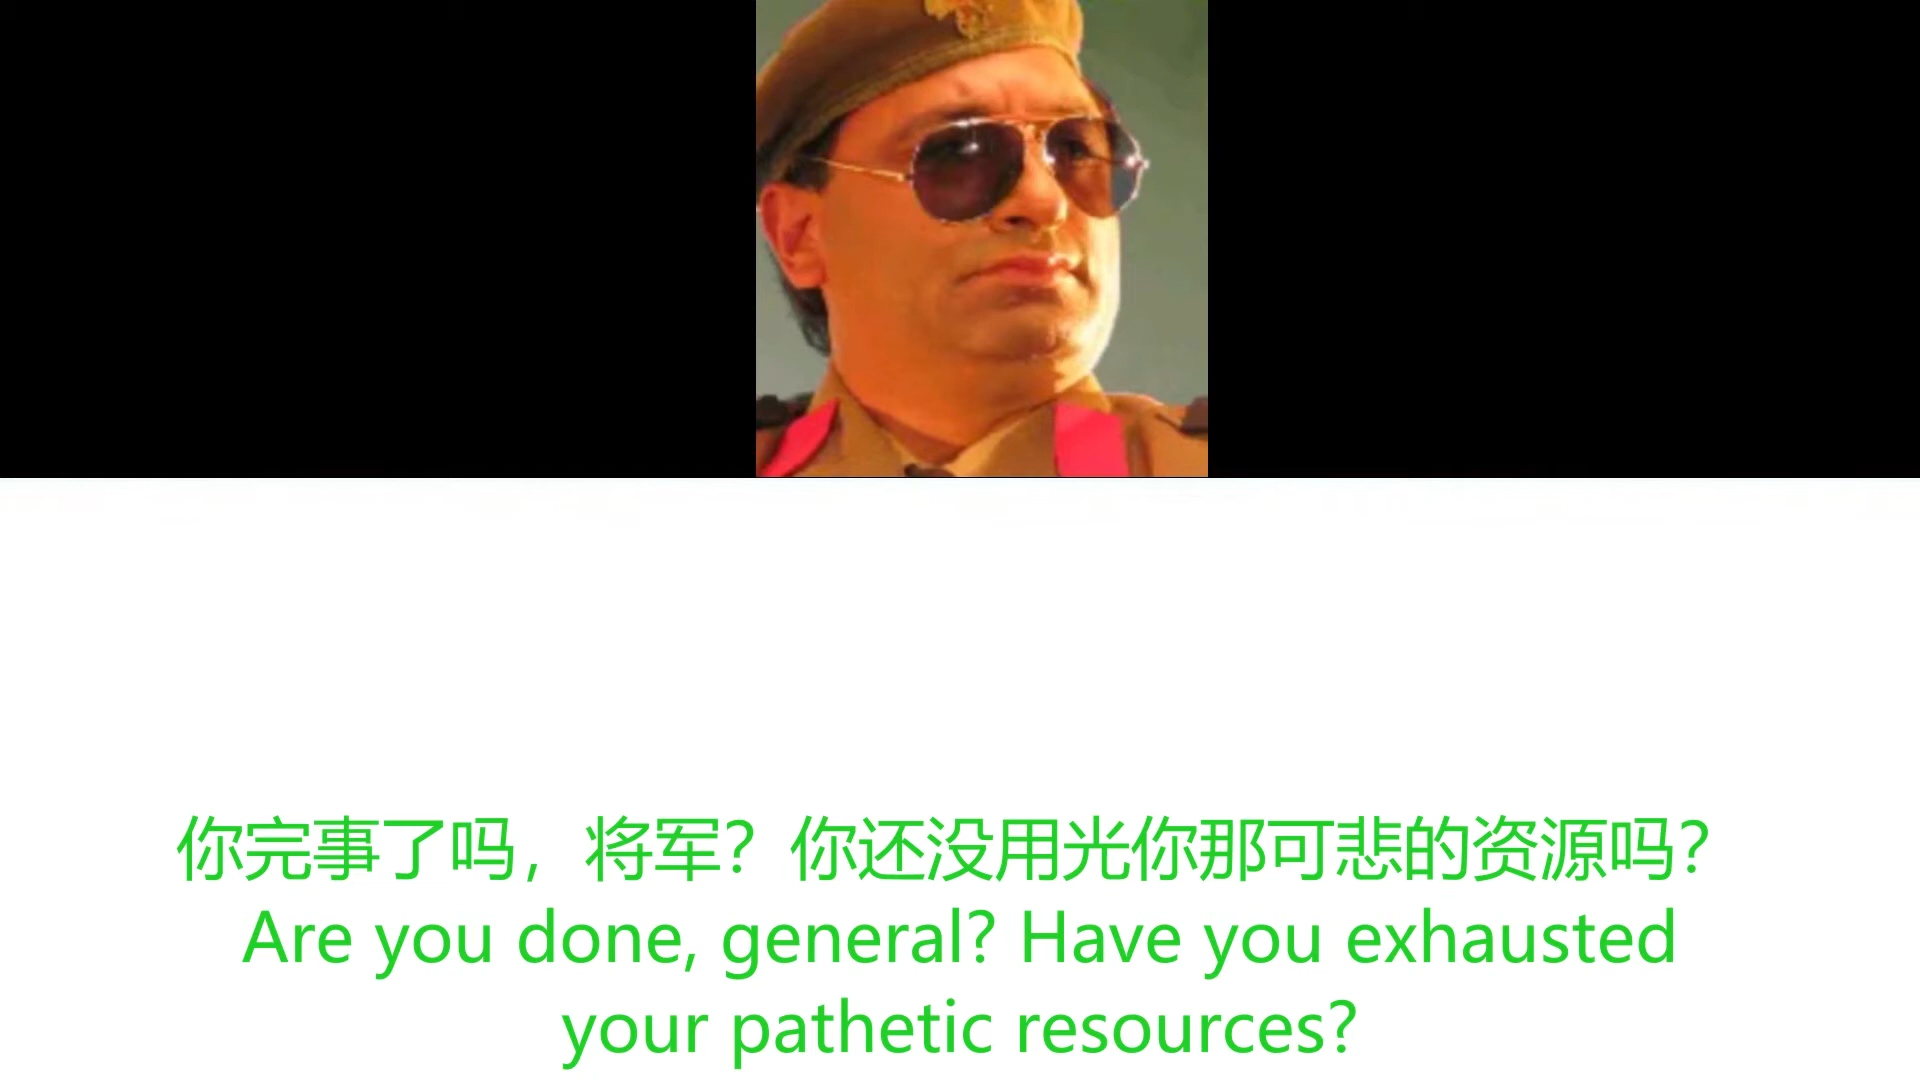 你完事了吗，将军？你还没用光你那可悲的资源吗？
Are you done, general? Have you exhausted
your pathetic resources?